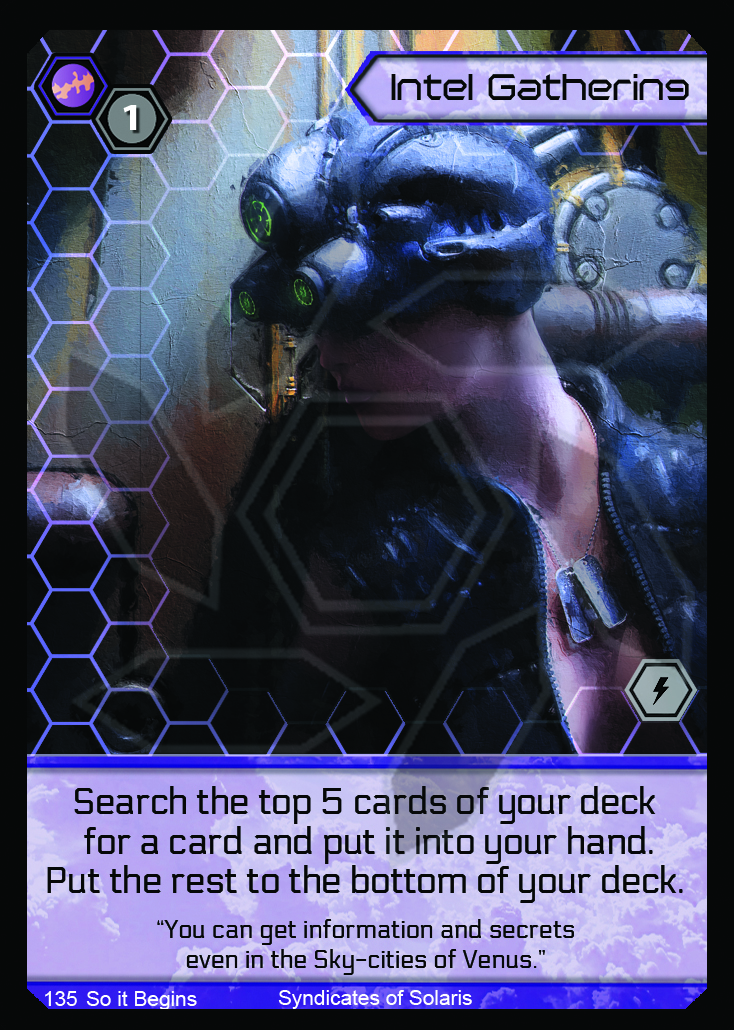 Intel Gathering
1
Search the top 5 cards of your deck
for a card and put it into your hand.
Put the rest to the bottom of your deck.
“You can get information and secrets
even in the Sky-cities of Venus.”
135 So it Begins Syndicates of Solaris